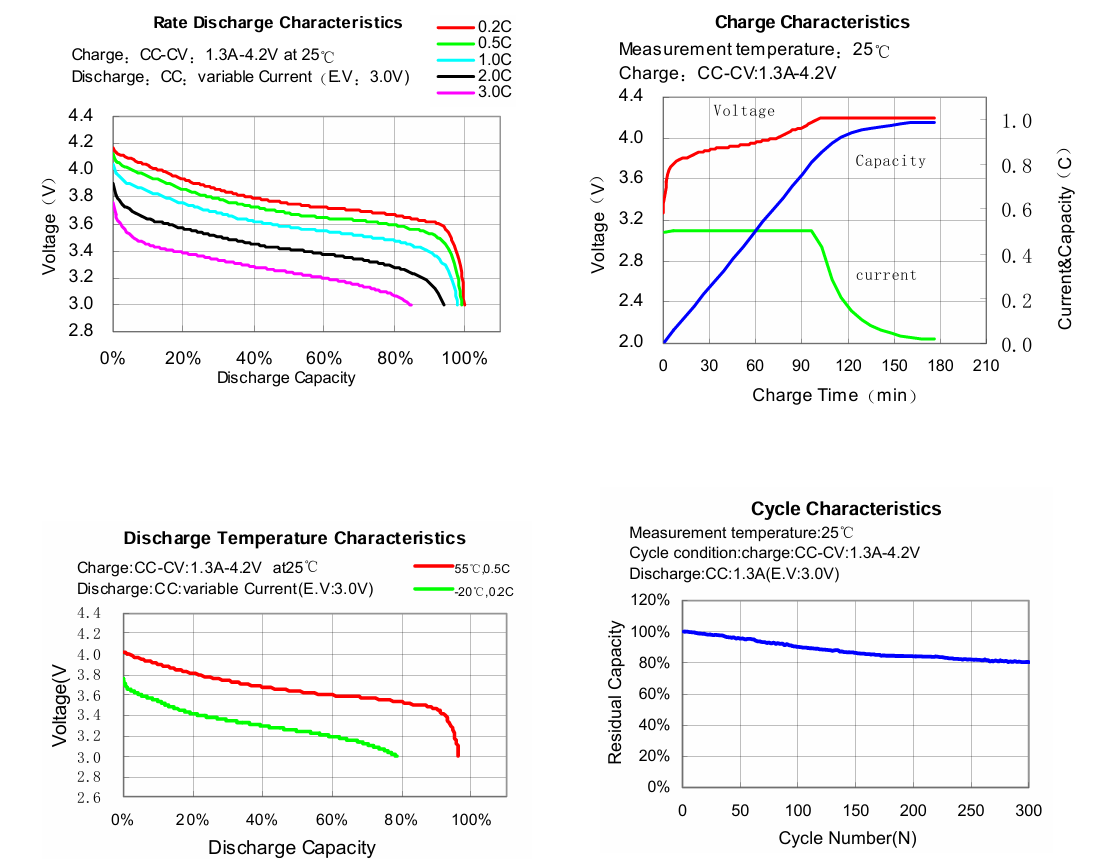 Rate Discharge Characteristics
Charge：CC-CV：1.3A-4.2V at 25℃
Discharge：CC：variable Current（E.V：3.0V)
0.2C
0.5C
1.0C
2.0C
3.0C
4.4
4.2
4.0
3.8
3.6
3.4
3.2
3.0
2.8
Voltage（V）
0% 20% 40% 60% 80% 100%
Discharge Capacity
Charge Characteristics
Measurement temperature：25℃
Charge：CC-CV:1.3A-4.2V
4.4
4.0
3.6
3.2
2.8
2.4
2.0
Voltage（V）
Voltage
Capacity
current
1.0
0.8
0.6
0.4
0.2
0.0
Current&Capacity（C）
0 30 60 90 120 150 180 210
Charge Time（min）
Discharge Temperature Characteristics
Charge:CC-CV:1.3A-4.2V at25℃
Discharge:CC:variable Current(E.V:3.0V)
55℃,0.5C
-20℃,0.2C
4.4
4.2
4.0
3.8
3.6
3.4
3.2
3.0
2.8
2.6
Voltage(V
0% 20% 40% 60% 80% 100%
Discharge Capacity
Cycle Characteristics
Measurement temperature:25℃
Cycle condition:charge:CC-CV:1.3A-4.2V
Discharge:CC:1.3A(E.V:3.0V)
120%
100%
80%
60%
40%
20%
0%
Residual Capacity
0 50 100 150 200 250 300
Cycle Number(N)